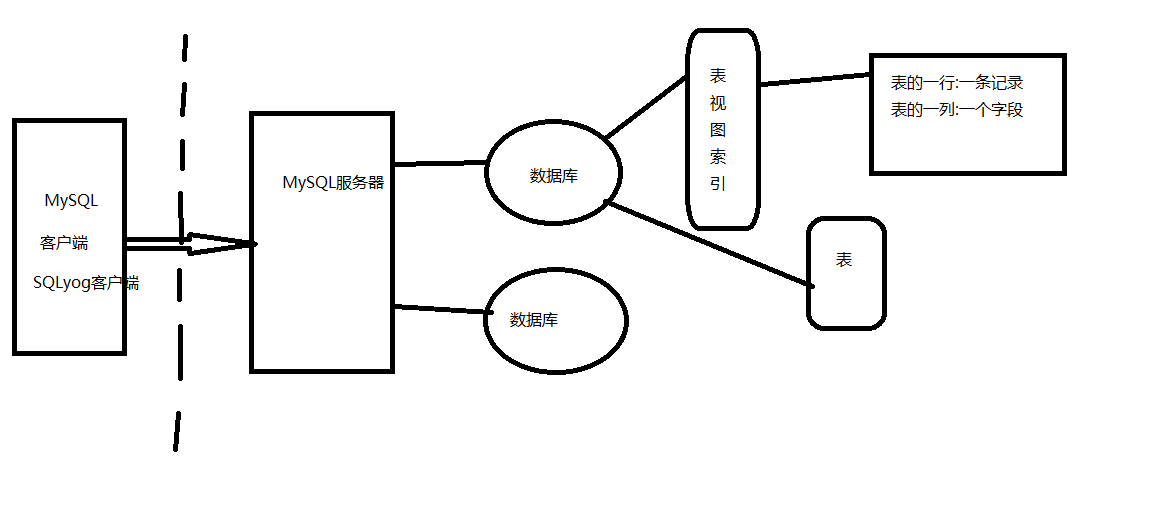 MySQL
客户端
SQLyog客户端
MySQL服务器
数据库
数据库
表
视
图
索
引
表的一行:一条记录
表的一列:一个字段
表